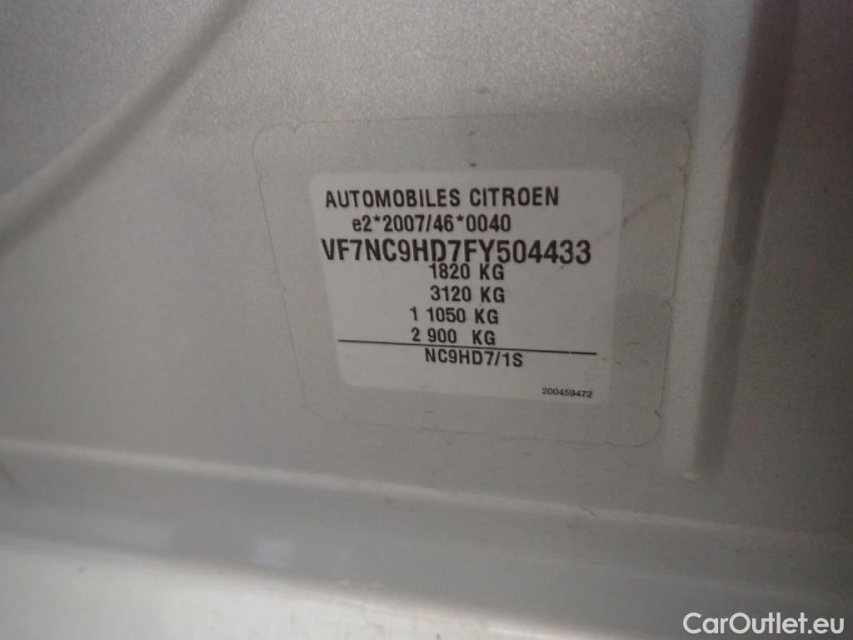 AUTOMOBILES CITROEN
e2*2007/46*0040
VF7NC9HD7FY504433
1820 KG
3120 KG
1 1050 KG
2 900 KG
NC9HD7/1S
200459472
CarOutlet.eu